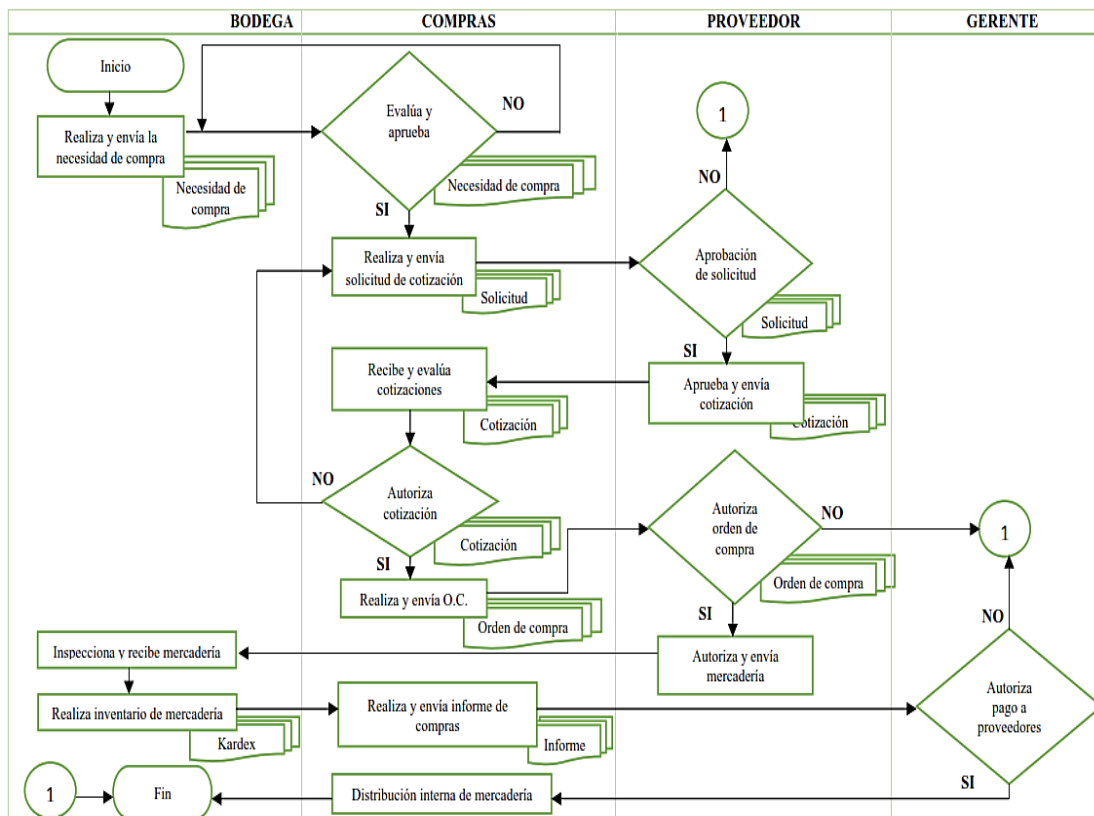 BODEGA
COMPRAS
PROVEEDOR
GERENTE
Inicio
Realiza y envía la
necesidad de compra
Necesidad de
compra
Evalúa y
aprueba
NO
Necesidad de compra
SI
1
NO
Realiza y envía
solicitud de cotización
Solicitud
Aprobación
de solicitud
Solicitud
SI
Recibe y evalúa
cotizaciones
Cotización
Aprueba y envía
cotización
Cotización
NO
Autoriza
cotización
Cotización
SI
Autoriza
orden de
compra
NO
1
Orden de compra
SI
Realiza y envía O.C.
Orden de compra
NO
Inspecciona y recibe mercadería
Autoriza y envía
mercadería
Realiza inventario de mercadería
Kardex
Realiza y envía informe de
compras
Informe
Autoriza
pago a
proveedores
SI
1
Fin
Distribución interna de mercadería